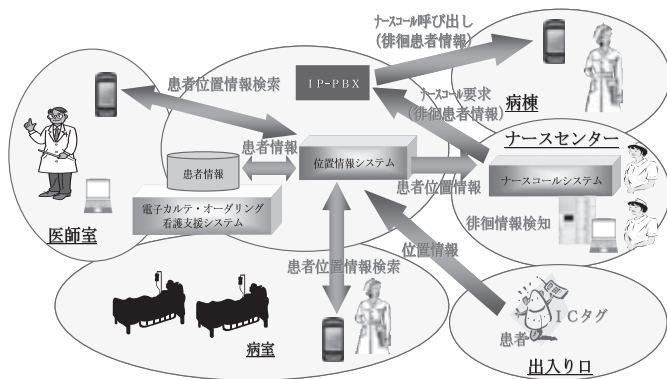 ナースコール呼び出し
(徘徊患者情報)
患者位置情報検索
IP-PBX
ナースコール要求
(徘徊患者情報)
病棟
ナースセンター
患者情報
患者情報
位置情報システム
患者位置情報
ナースコールシステム
電子カルテ・オーダリング
看護支援システム
医師室
徘徊情報検知
位置情報
患者位置情報検索
ICタグ
患者
病室
出入り口